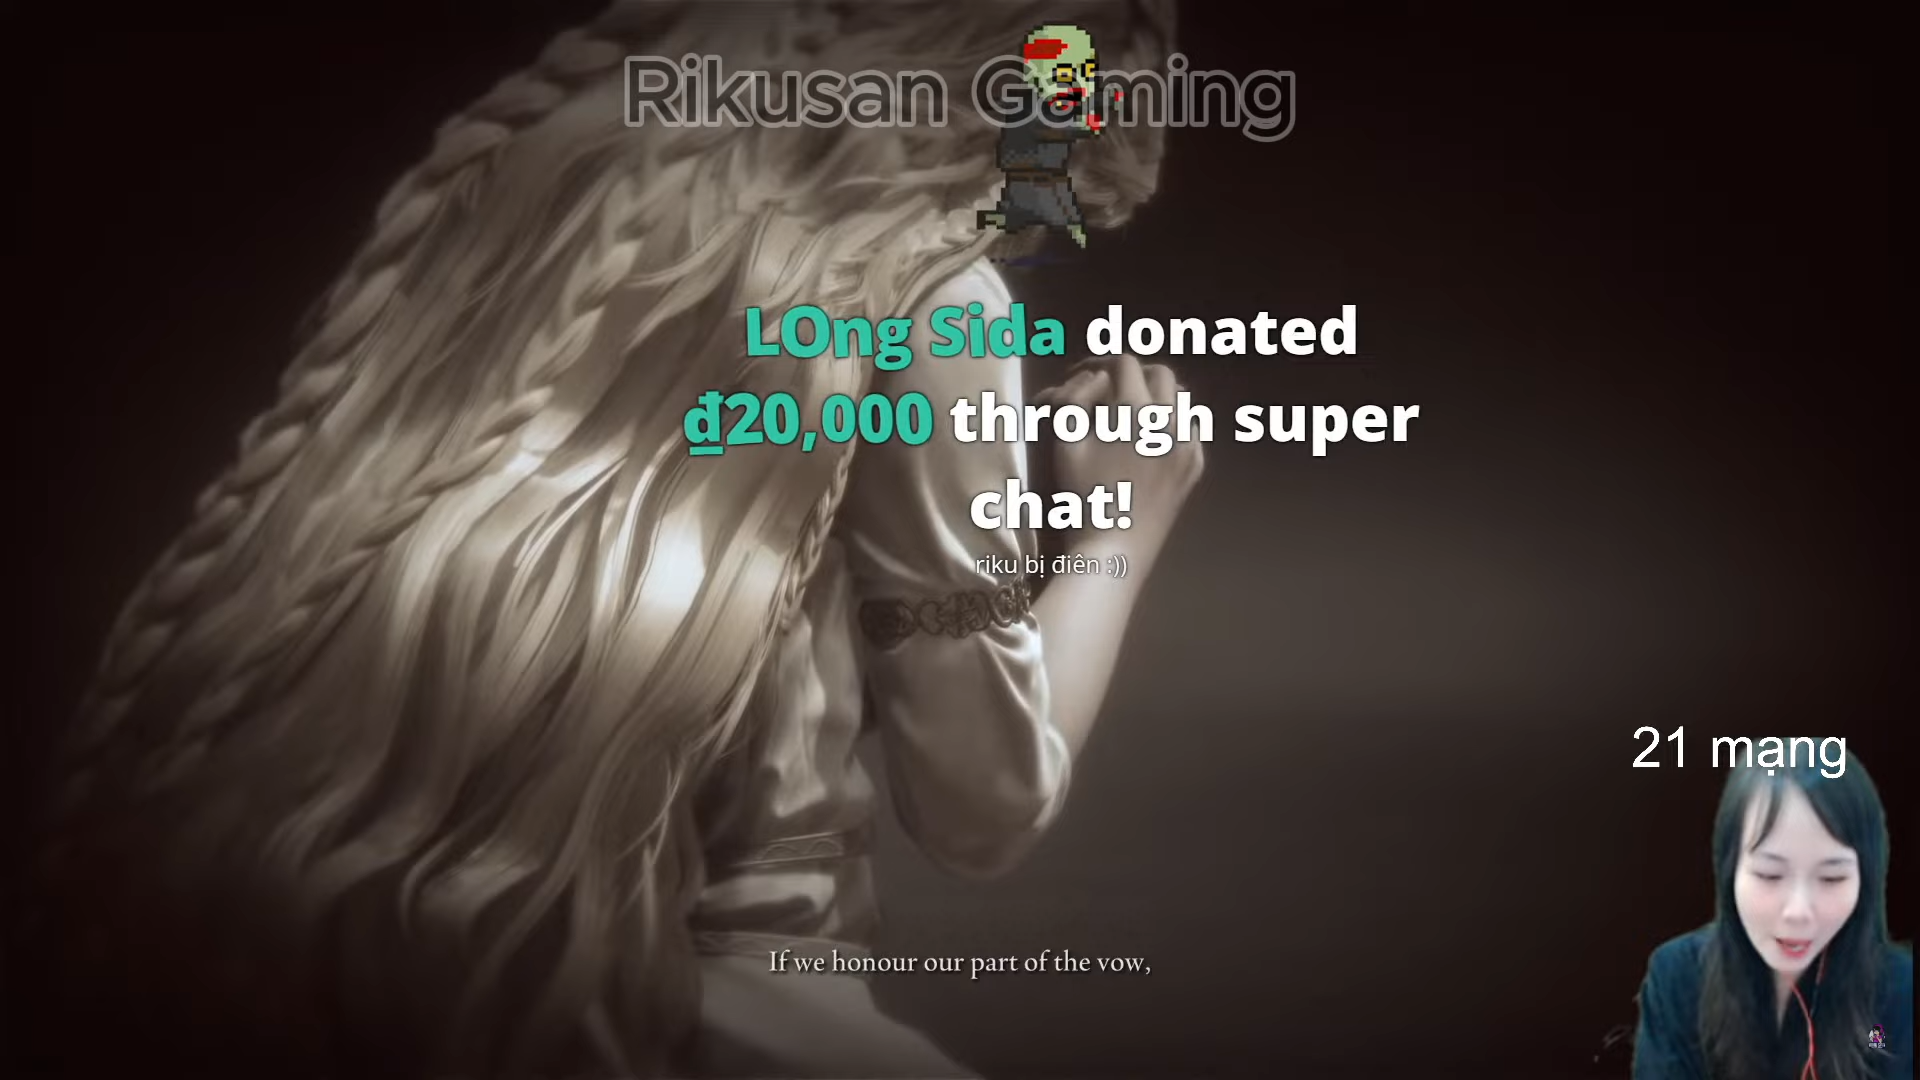 Rikusan Gaming
LOng Sida donated
₫20,000 through super
chat!
riku bị điên :))
21 mạng
If we honour our part of the vow,